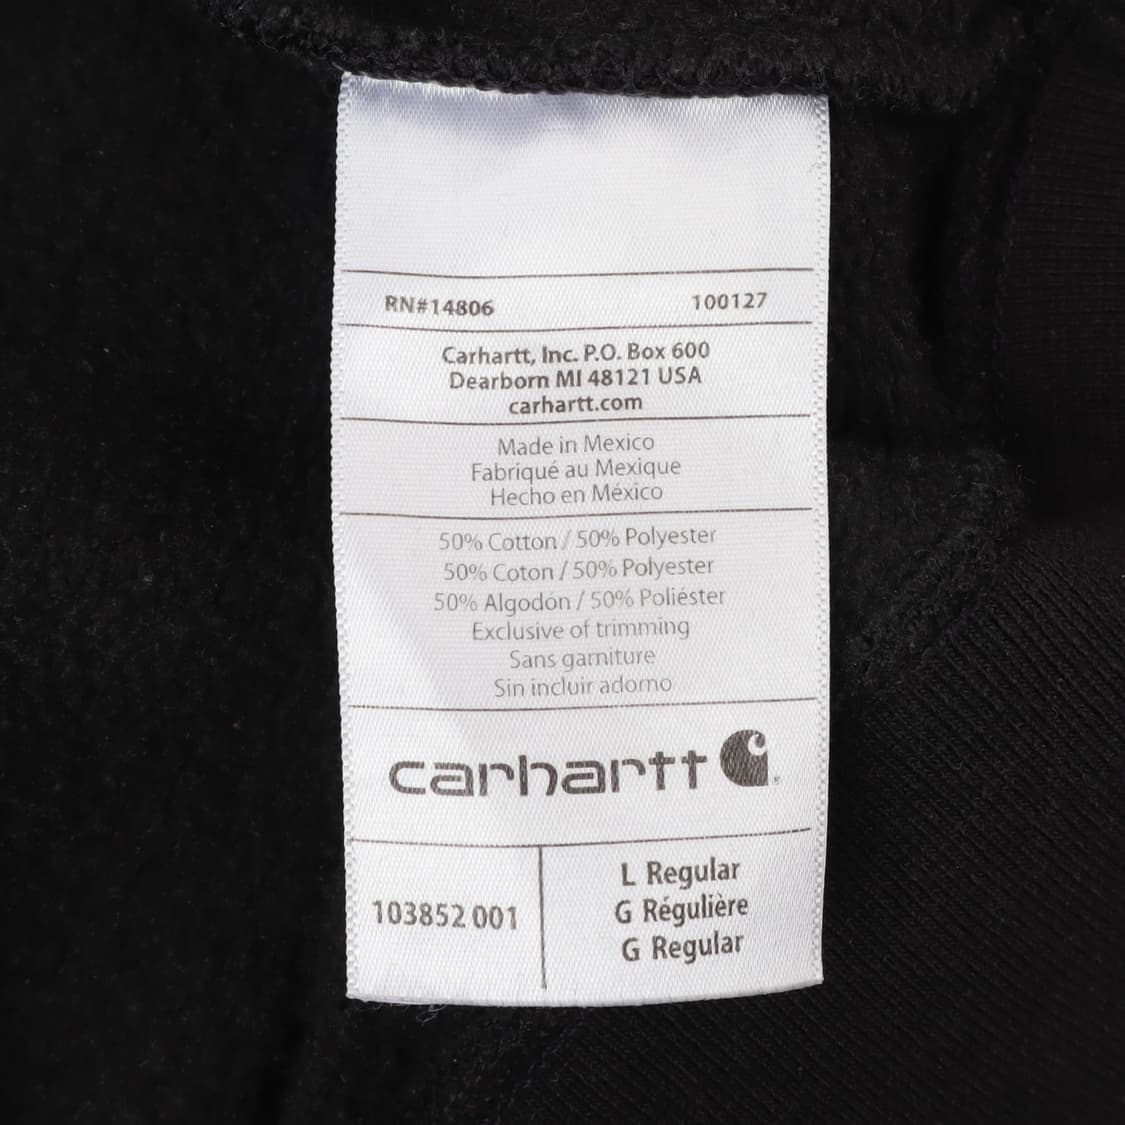 RN#14806 100127
Carhartt, Inc. P.O. Box 600
Dearborn MI 48121 USA
carhartt.com
Made in Mexico
Fabriqué au Mexique
Hecho en México
50% Cotton / 50% Polyester
50% Coton / 50% Polyester
50% Algodón / 50% Poliéster
Exclusive of trimming
Sans garniture
Sin incluir adorno
carhartt ®
103852 001
L Regular
G Régulière
G Regular